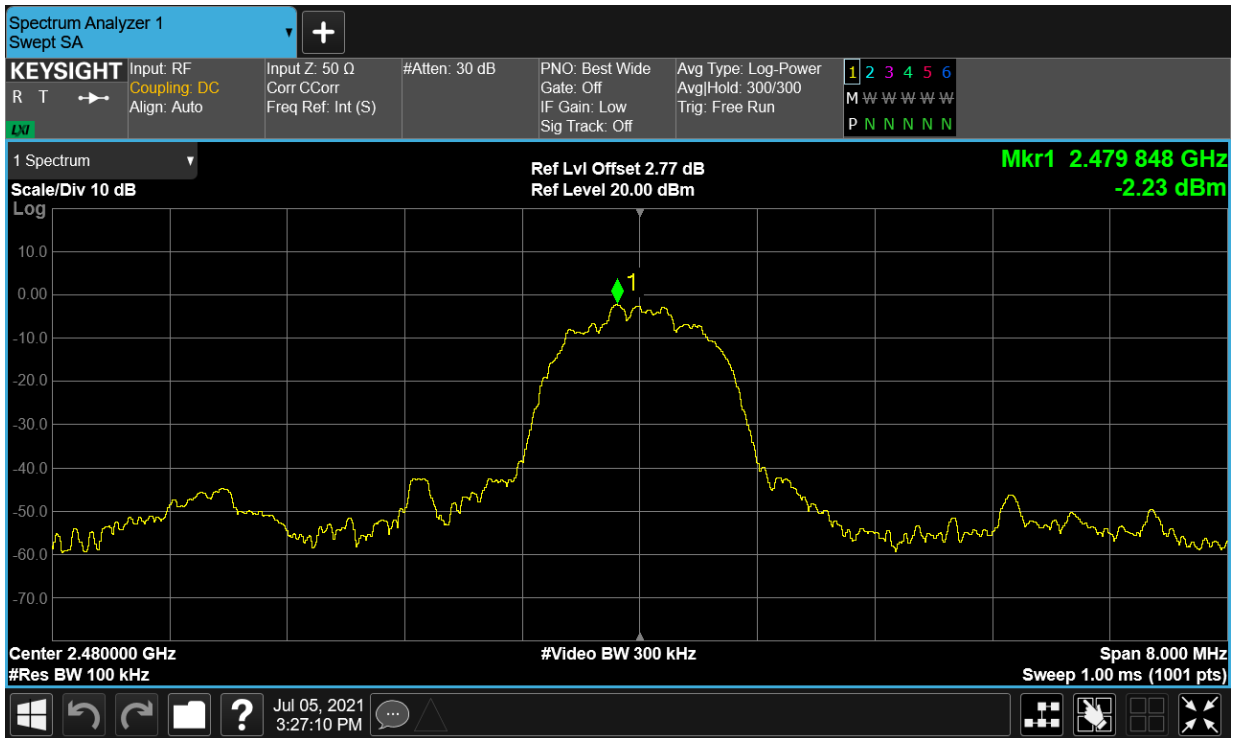 Spectrum Analyzer 1
Swept SA
▼
+
KEYSIGHT
R T
LXI
Input: RF
Coupling: DC
Align: Auto
Input Z: 50 Ω
Corr CCorr
Freq Ref: Int (S)
#Atten: 30 dB
PNO: Best Wide
Gate: Off
IF Gain: Low
Sig Track: Off
Avg Type: Log-Power
Avg|Hold: 300/300
Trig: Free Run
1 2 3 4 5 6
M W W W W W
P N N N N N
1 Spectrum ▼
Scale/Div 10 dB
Log
Ref Lvl Offset 2.77 dB
Ref Level 20.00 dBm
Mkr1 2.479 848 GHz
-2.23 dBm
10.0
0.00
-10.0
-20.0
-30.0
-40.0
-50.0
-60.0
-70.0
1
Center 2.480000 GHz
#Res BW 100 kHz
#Video BW 300 kHz
Span 8.000 MHz
Sweep 1.00 ms (1001 pts)
?
Jul 05, 2021
3:27:10 PM